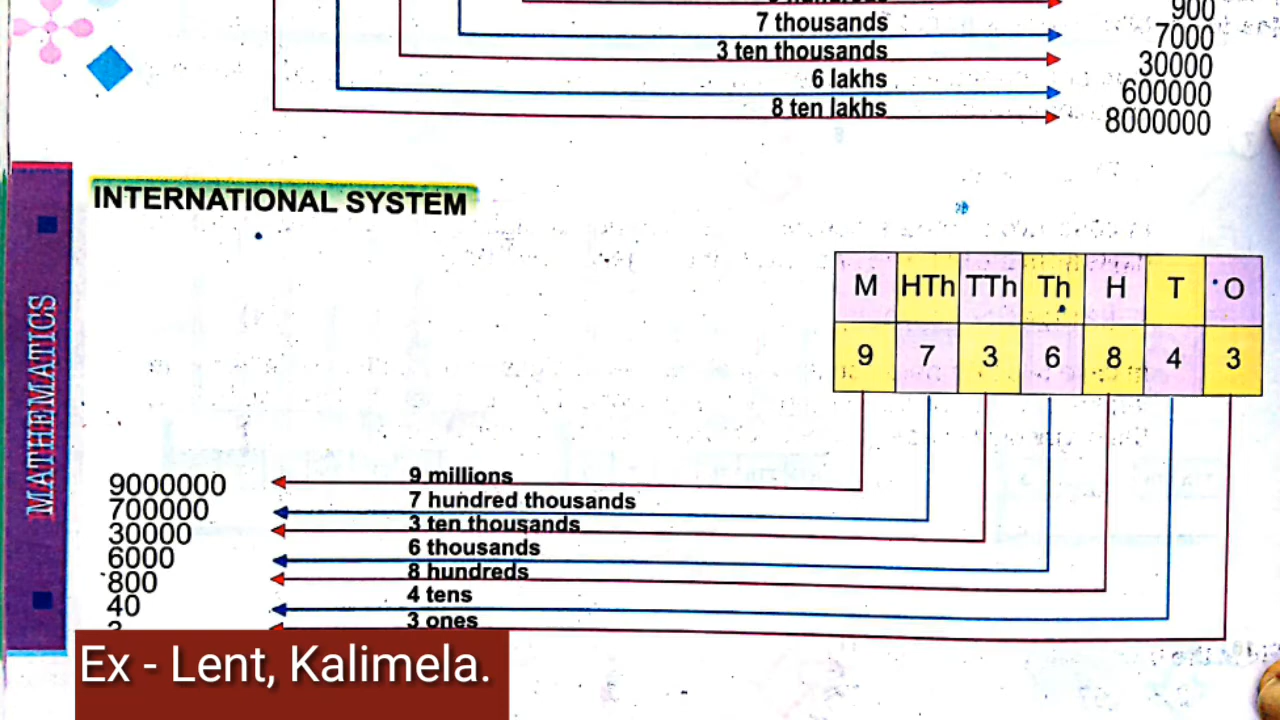 900
7 thousands 7000
3 ten thousands 30000
6 lakhs 600000
8 ten lakhs 8000000
MATHEMATICS
INTERNATIONAL SYSTEM
M HTh TTh Th H T O
9 7 3 6 8 4 3
9000000 9 millions
700000 7 hundred thousands
30000 3 ten thousands
6000 6 thousands
800 8 hundreds
40 4 tens
3 ones
Ex - Lent, Kalimela.